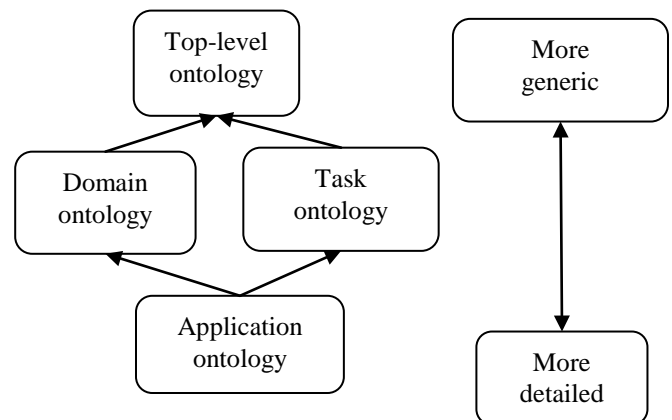 Top-level
ontology
More
generic
Domain
ontology
Task
ontology
Application
ontology
More
detailed